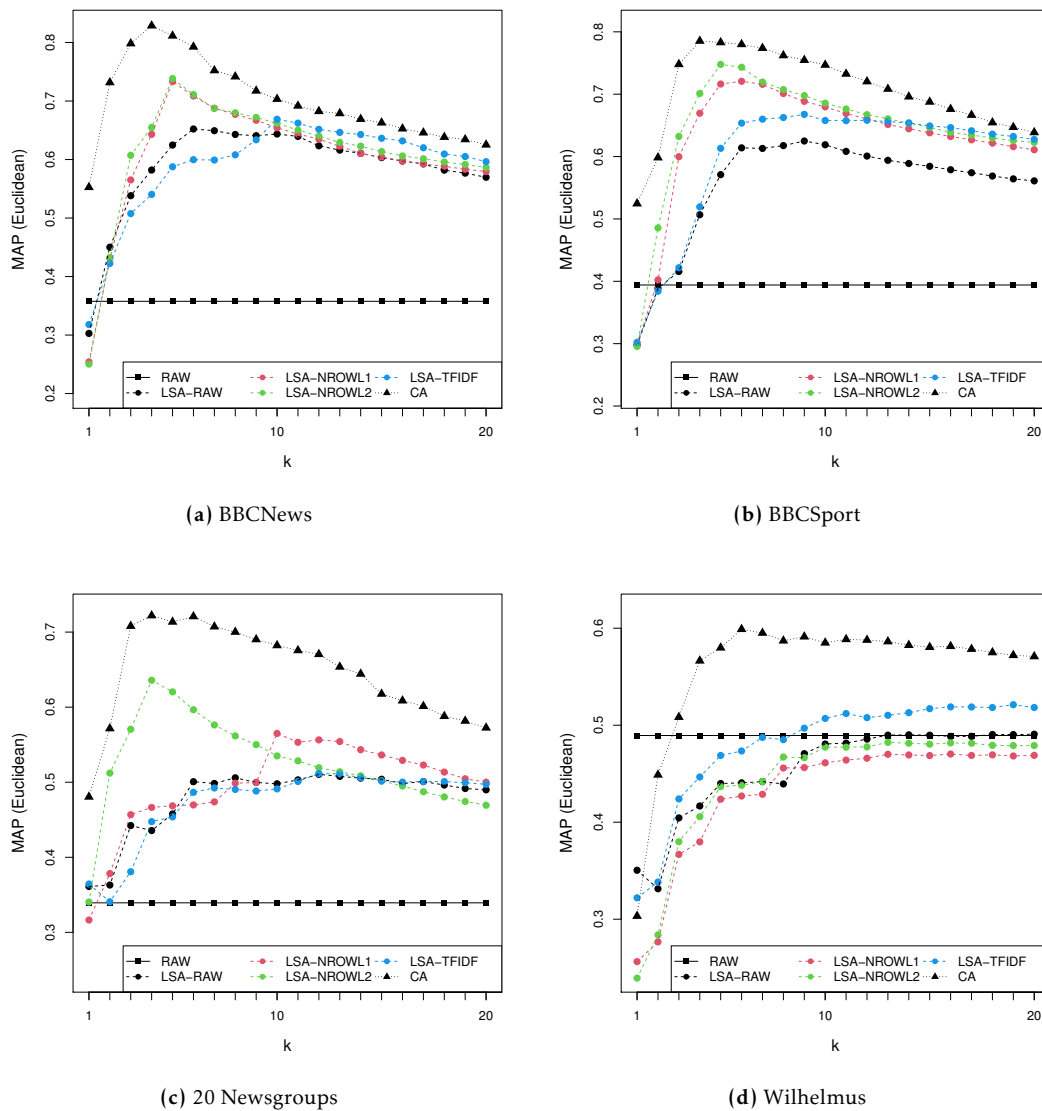 MAP (Euclidean)
0.8
0.7
0.6
0.5
0.4
0.3
0.2
RAW
LSA−RAW
LSA−NROWL1
LSA−NROWL2
LSA−TFIDF
CA
1
10
20
k
(a) BBCNews
MAP (Euclidean)
0.8
0.7
0.6
0.5
0.4
0.3
0.2
RAW
LSA−RAW
LSA−NROWL1
LSA−NROWL2
LSA−TFIDF
CA
1
10
20
k
(b) BBCSport
MAP (Euclidean)
0.7
0.6
0.5
0.4
0.3
RAW
LSA−RAW
LSA−NROWL1
LSA−NROWL2
LSA−TFIDF
CA
1
10
20
k
(c) 20 Newsgroups
MAP (Euclidean)
0.6
0.5
0.4
0.3
RAW
LSA−RAW
LSA−NROWL1
LSA−NROWL2
LSA−TFIDF
CA
1
10
20
k
(d) Wilhelmus